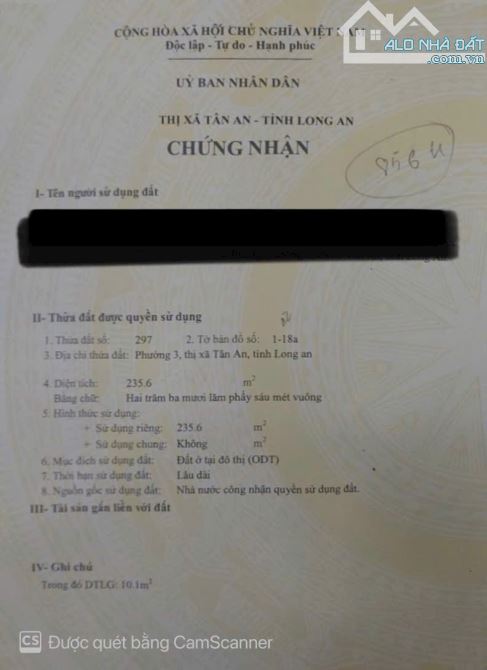 CỘNG HÒA XÃ HỘI CHỦ NGHĨA VIỆT NAM
Độc lập - Tự do - Hạnh phúc
ALO NHÀ ĐẤT
.com.vn
UỶ BAN NHÂN DÂN
THỊ XÃ TÂN AN - TỈNH LONG AN
CHỨNG NHẬN
I- Tên người sử dụng đất
II- Thửa đất được quyền sử dụng
1. Thửa đất số: 297 2. Tờ bản đồ số: 1-18a
3. Địa chỉ thửa đất: Phường 3, thị xã Tân An, tỉnh Long an
4. Diện tích: 235.6 m²
Bằng chữ: Hai trăm ba mươi lăm phẩy sáu mét vuông
5. Hình thức sử dụng:
+ Sử dụng riêng: 235.6 m²
+ Sử dụng chung: Không m²
6. Mục đích sử dụng đất: Đất ở tại đô thị (ODT)
7. Thời hạn sử dụng đất: Lâu dài
8. Nguồn gốc sử dụng đất: Nhà nước công nhận quyền sử dụng đất.
III- Tài sản gắn liền với đất
IV- Ghi chú
Trong đó DTLG: 10.1m²
CS Được quét bằng CamScanner